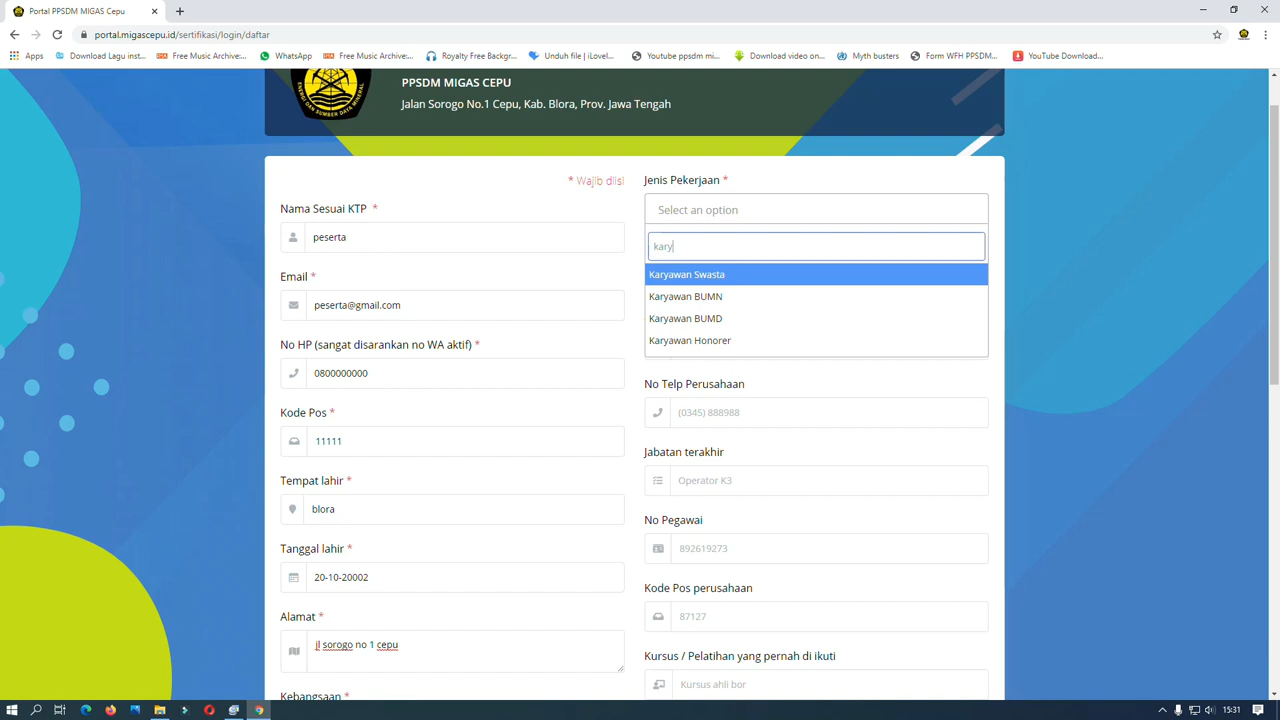 Portal PPSDM MIGAS Cepu
portal.migascepu.id/sertifikasi/login/daftar
Apps
Download Lagu inst...
Free Music Archive:...
WhatsApp
Free Music Archive:...
Royalty Free Backgr...
Unduh file | iLovel...
Youtube ppsdm mi...
Download video on...
Myth busters
Form WFH PPSDM...
YouTube Download...
PPSDM MIGAS CEPU
Jalan Sorogo No.1 Cepu, Kab. Blora, Prov. Jawa Tengah
ENERGI DAN SUMBER DAYA MINERAL
* Wajib diisi
Nama Sesuai KTP *
peserta
Email *
peserta@gmail.com
No HP (sangat disarankan no WA aktif) *
0800000000
Kode Pos *
11111
Tempat lahir *
blora
Tanggal lahir *
20-10-20002
Alamat *
jl sorogo no 1 cepu
Kebangsaan *
Jenis Pekerjaan *
Select an option
kary
Karyawan Swasta
Karyawan BUMN
Karyawan BUMD
Karyawan Honorer
No Telp Perusahaan
(0345) 888988
Jabatan terakhir
Operator K3
No Pegawai
892619273
Kode Pos perusahaan
87127
Kursus / Pelatihan yang pernah di ikuti
Kursus ahli bor
15:31